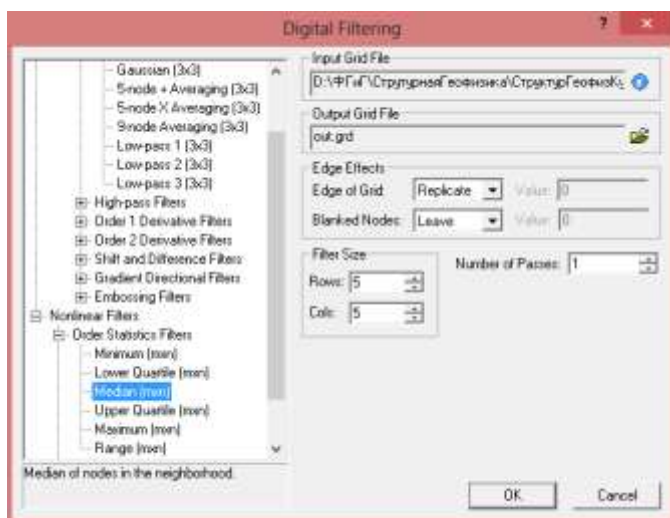 Digital Filtering
?
Gaussian (3x3)
5-node + Averaging (3x3)
5-node X Averaging (3x3)
9-node Averaging (3x3)
Low-pass 1 (3x3)
Low-pass 2 (3x3)
Low-pass 3 (3x3)
High-pass Filters
Order 1 Derivative Filters
Order 2 Derivative Filters
Shift and Difference Filters
Gradient Directional Filters
Embossing Filters
Nonlinear Filters
Order Statistics Filters
Minimum (mxn)
Lower Quartile (mxn)
Median (mxn)
Upper Quartile (mxn)
Maximum (mxn)
Range (mxn)
Median of nodes in the neighborhood.
Input Grid File
Output Grid File
out.grd
Edge Effects
Edge of Grid: Replicate Value: 0
Blanked Nodes: Leave Value: 0
Filter Size
Rows: 5
Cols: 5
Number of Passes: 1
OK
Cancel